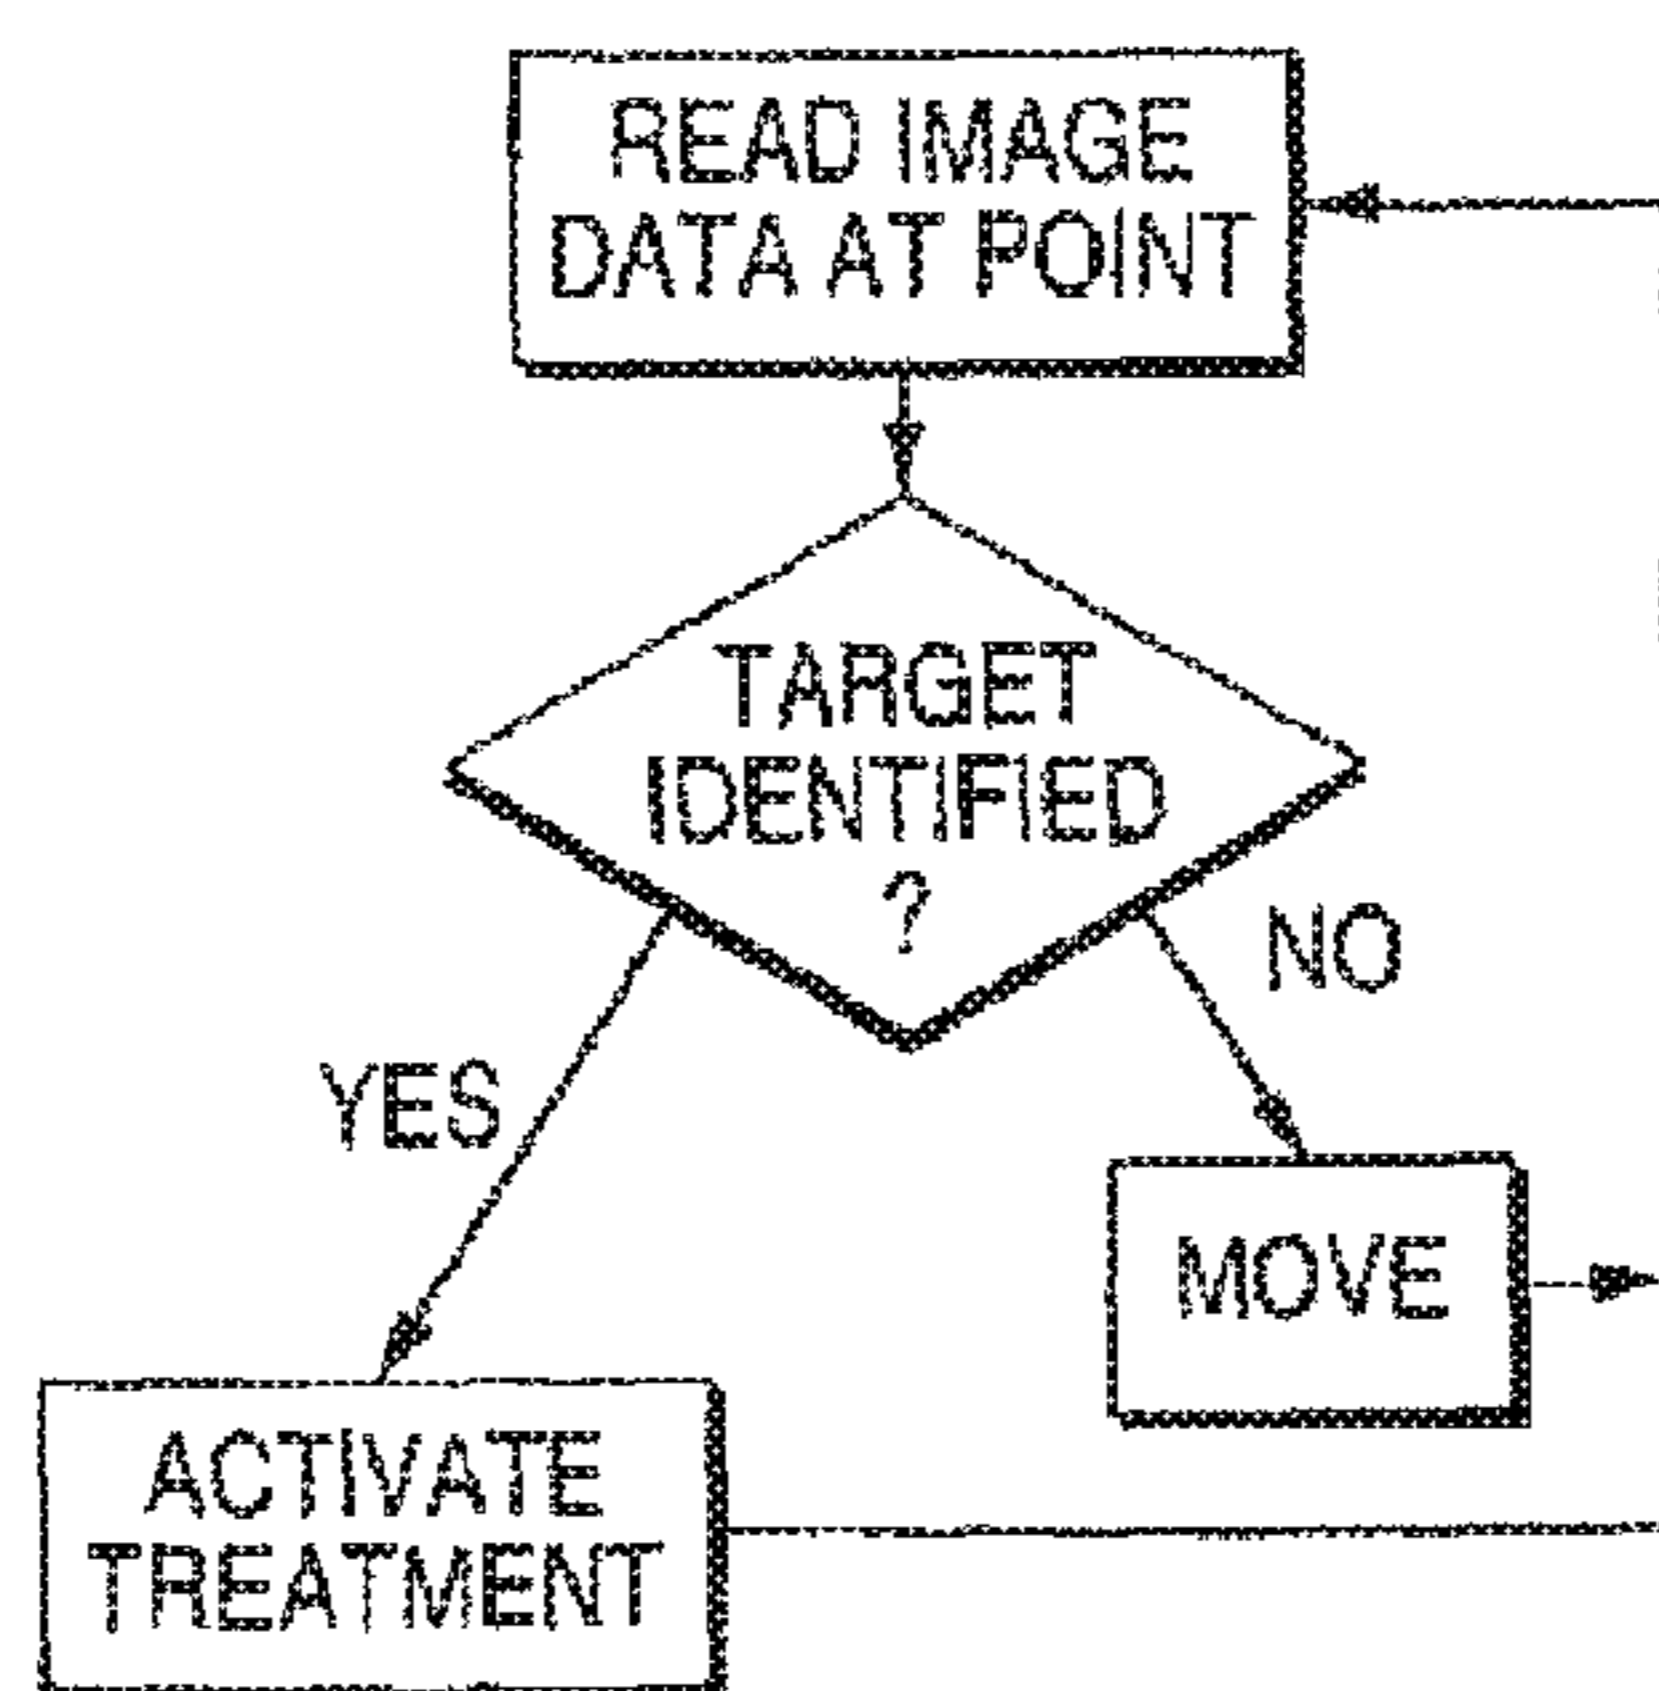 READ IMAGE
DATA AT POINT
TARGET
IDENTIFIED
?
NO
YES
MOVE
ACTIVATE
TREATMENT